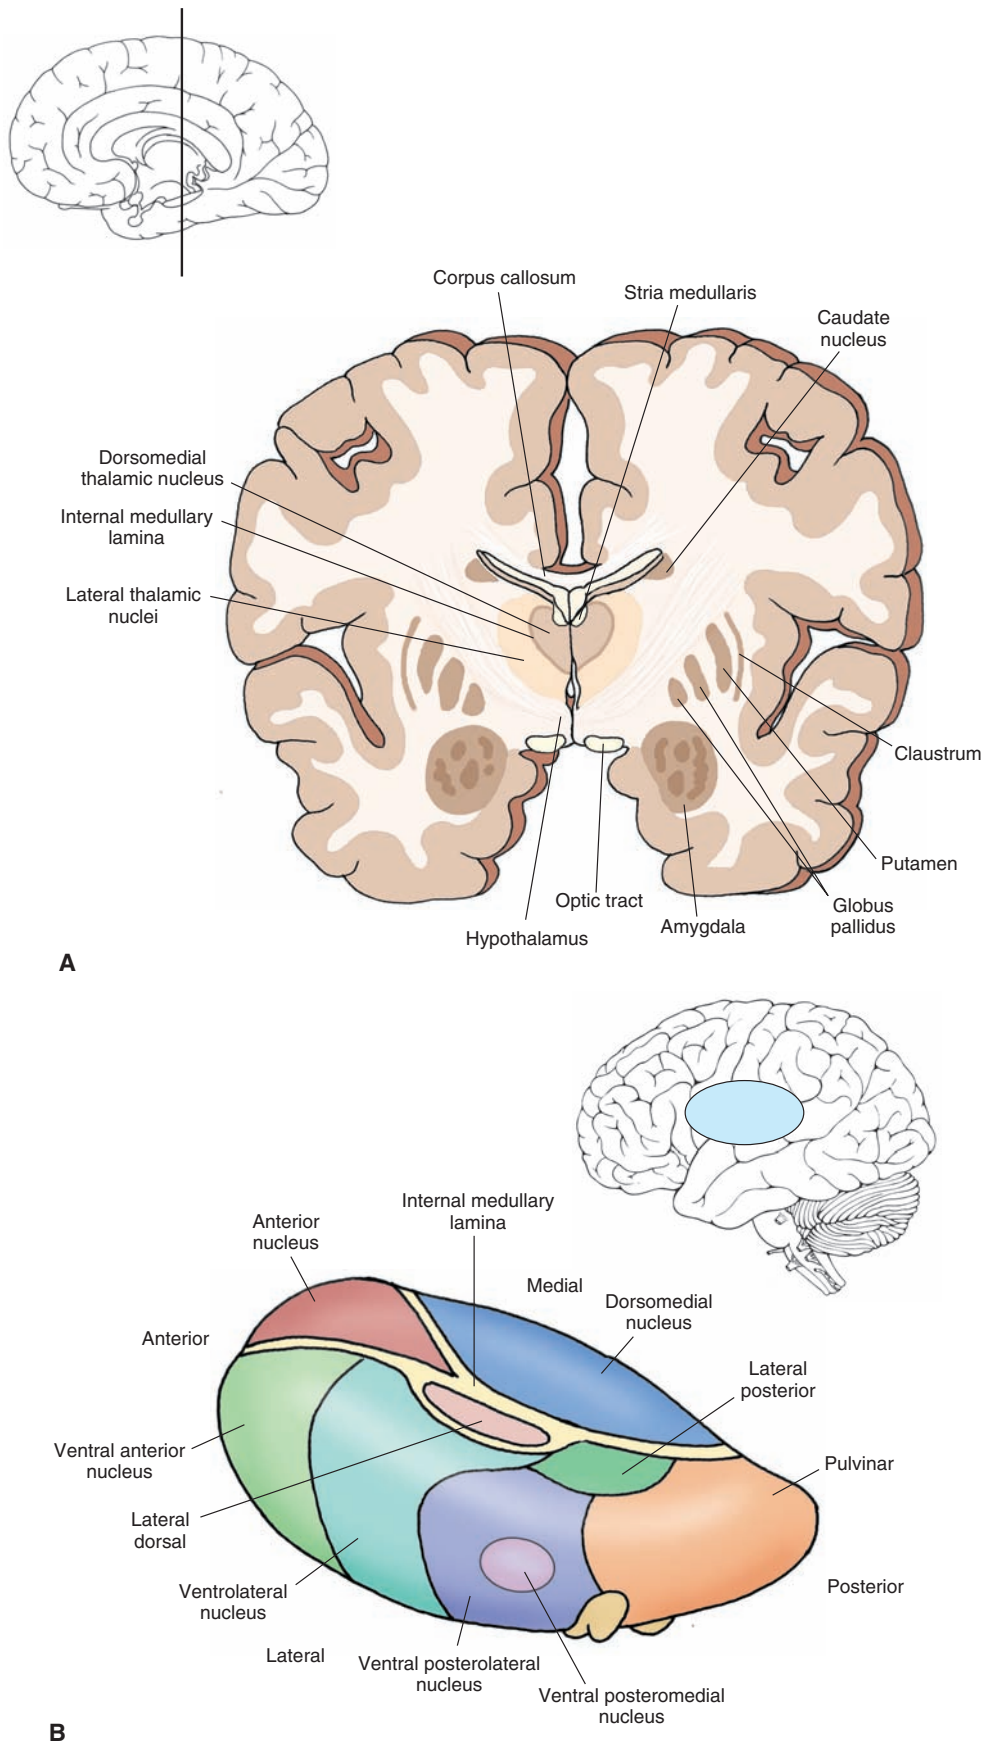 Corpus callosum
Stria medullaris
Caudate
nucleus
Dorsomedial
thalamic nucleus
Internal medullary
lamina
Lateral thalamic
nuclei
Claustrum
Putamen
Globus
pallidus
Optic tract
Amygdala
Hypothalamus
A
Internal medullary
lamina
Anterior
nucleus
Medial
Dorsomedial
nucleus
Anterior
Lateral
posterior
Ventral anterior
nucleus
Pulvinar
Lateral
dorsal
Ventrolateral
nucleus
Posterior
Lateral
Ventral posterolateral
nucleus
Ventral posteromedial
nucleus
B